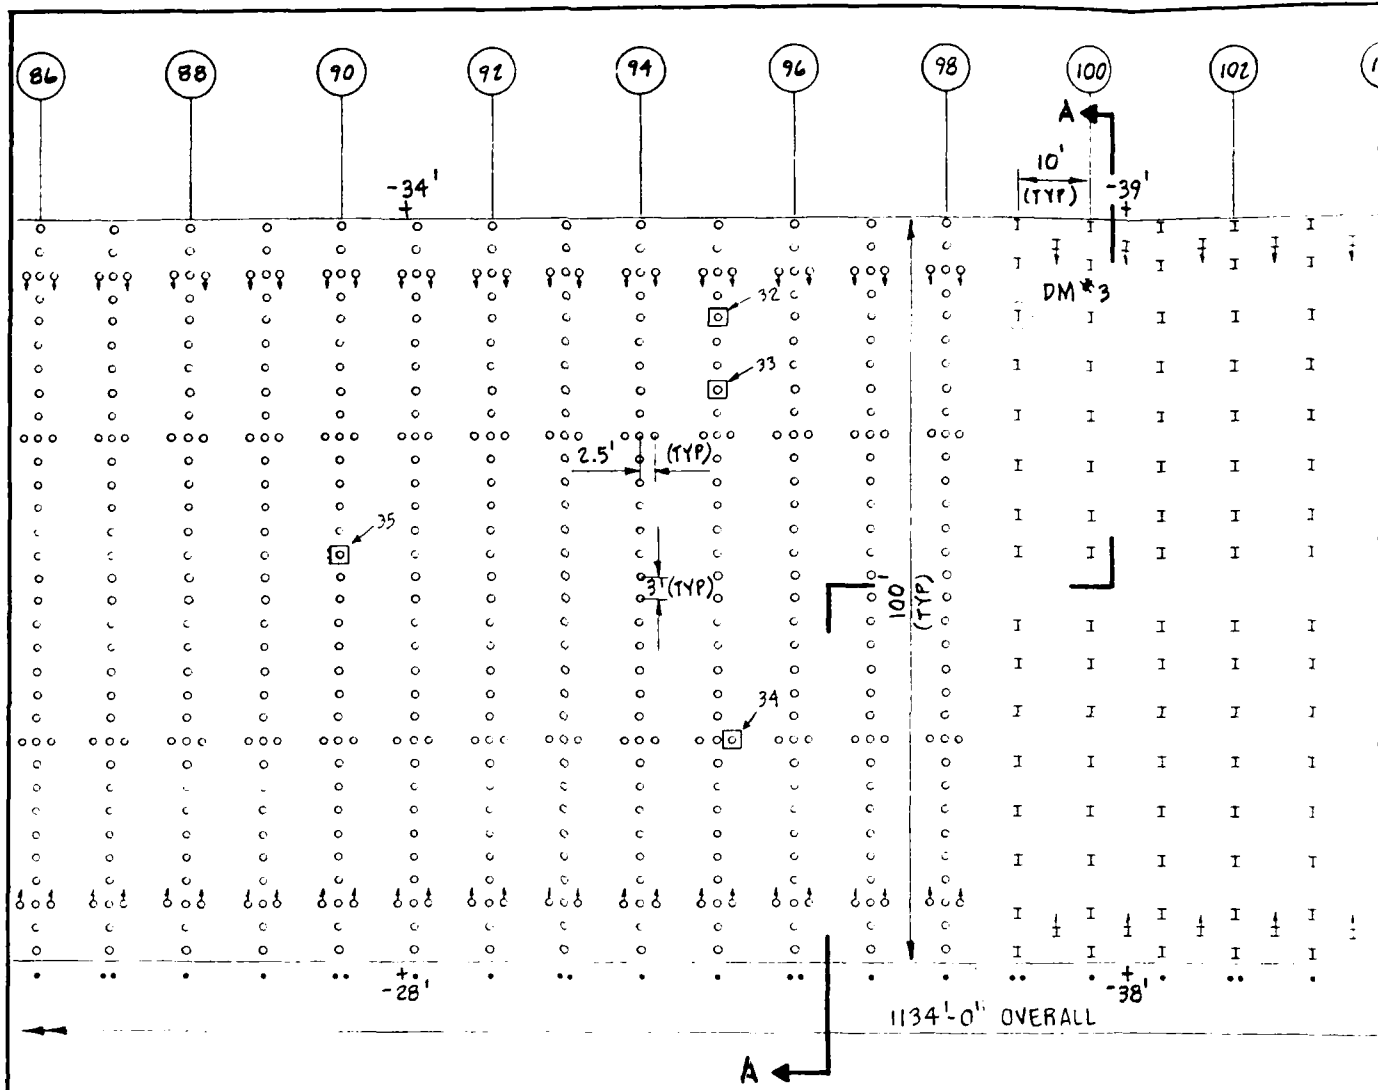 86 88 90 92 94 96 98 100 102
A
10'
(TYP)
-34'
-39'
DM #3
32
33
2.5' (TYP)
35
3' (TYP)
100'
(TYP)
34
-28'
-38'
1134'-0" OVERALL
A